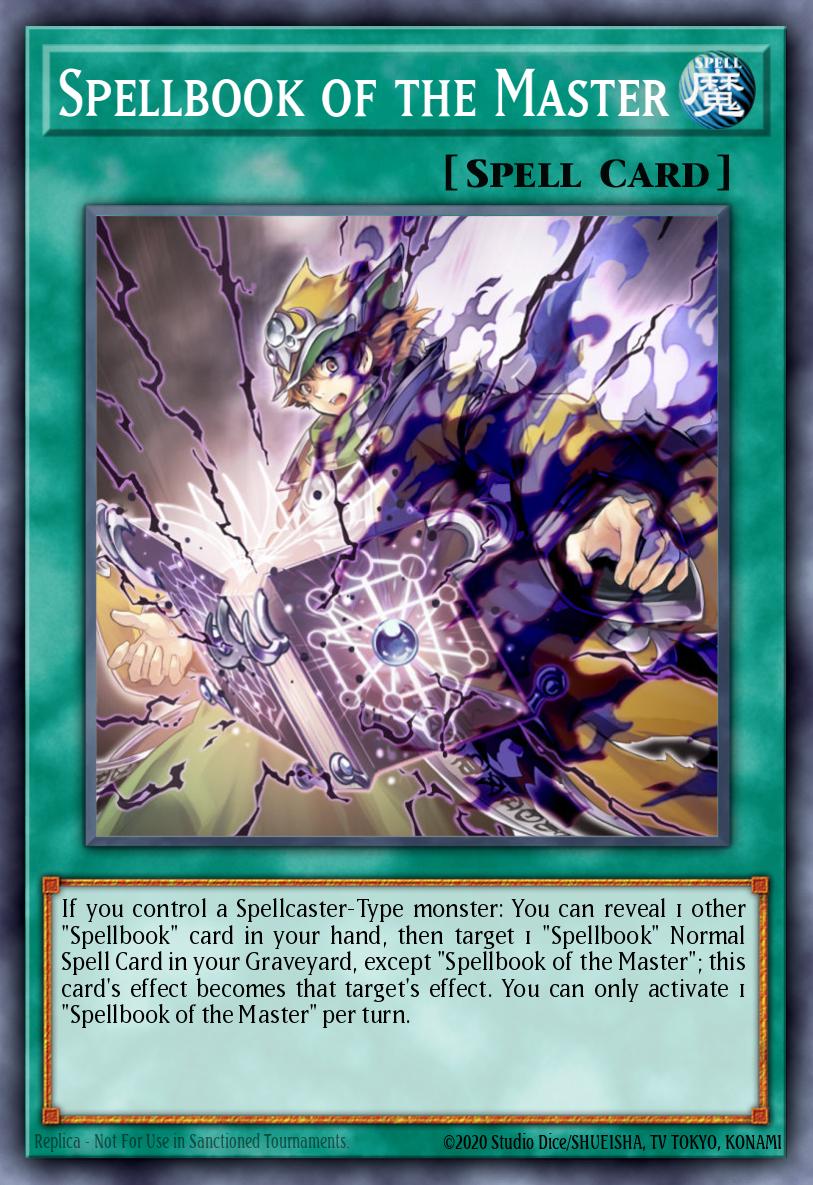 Spellbook of the Master
SPELL
魔
[Spell Card]
If you control a Spellcaster-Type monster: You can reveal 1 other
"Spellbook" card in your hand, then target 1 "Spellbook" Normal
Spell Card in your Graveyard, except "Spellbook of the Master"; this
card's effect becomes that target's effect. You can only activate 1
"Spellbook of the Master" per turn.
Replica - Not For Use in Sanctioned Tournaments.
©2020 Studio Dice/SHUEISHA, TV TOKYO, KONAMI